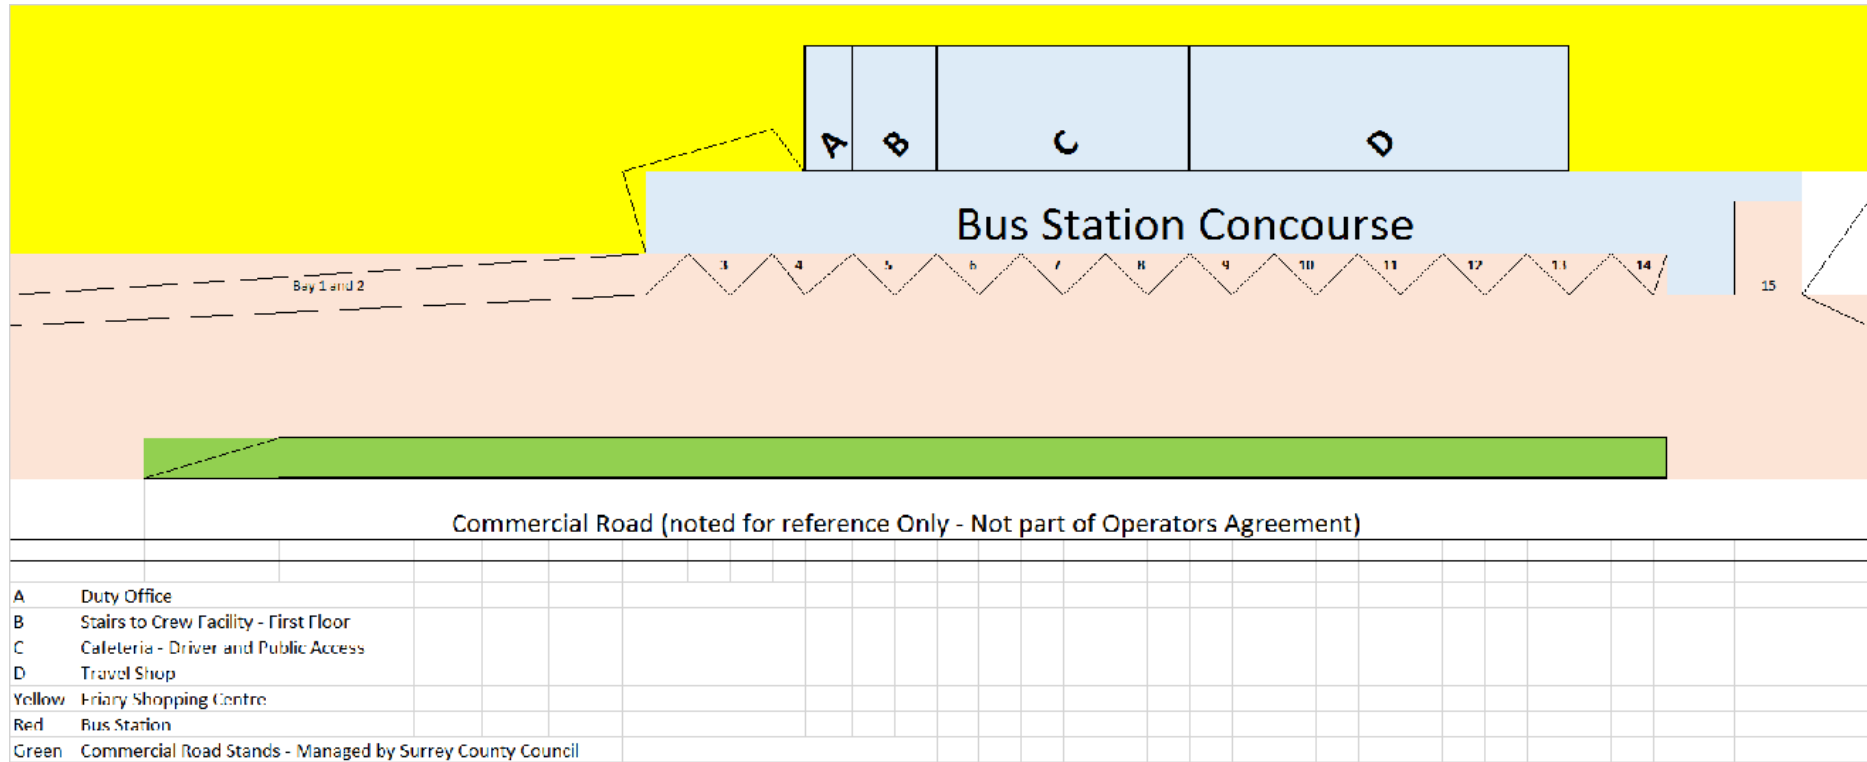 A B C D
Bus Station Concourse
3 4 5 6 7 8 9 10 11 12 13 14
Bay 1 and 2
15
Commercial Road (noted for reference Only - Not part of Operators Agreement)
A Duty Office
B Stairs to Crew Facility - First Floor
C Cafeteria - Driver and Public Access
D Travel Shop
Yellow Friary Shopping Centre
Red Bus Station
Green Commercial Road Stands - Managed by Surrey County Council